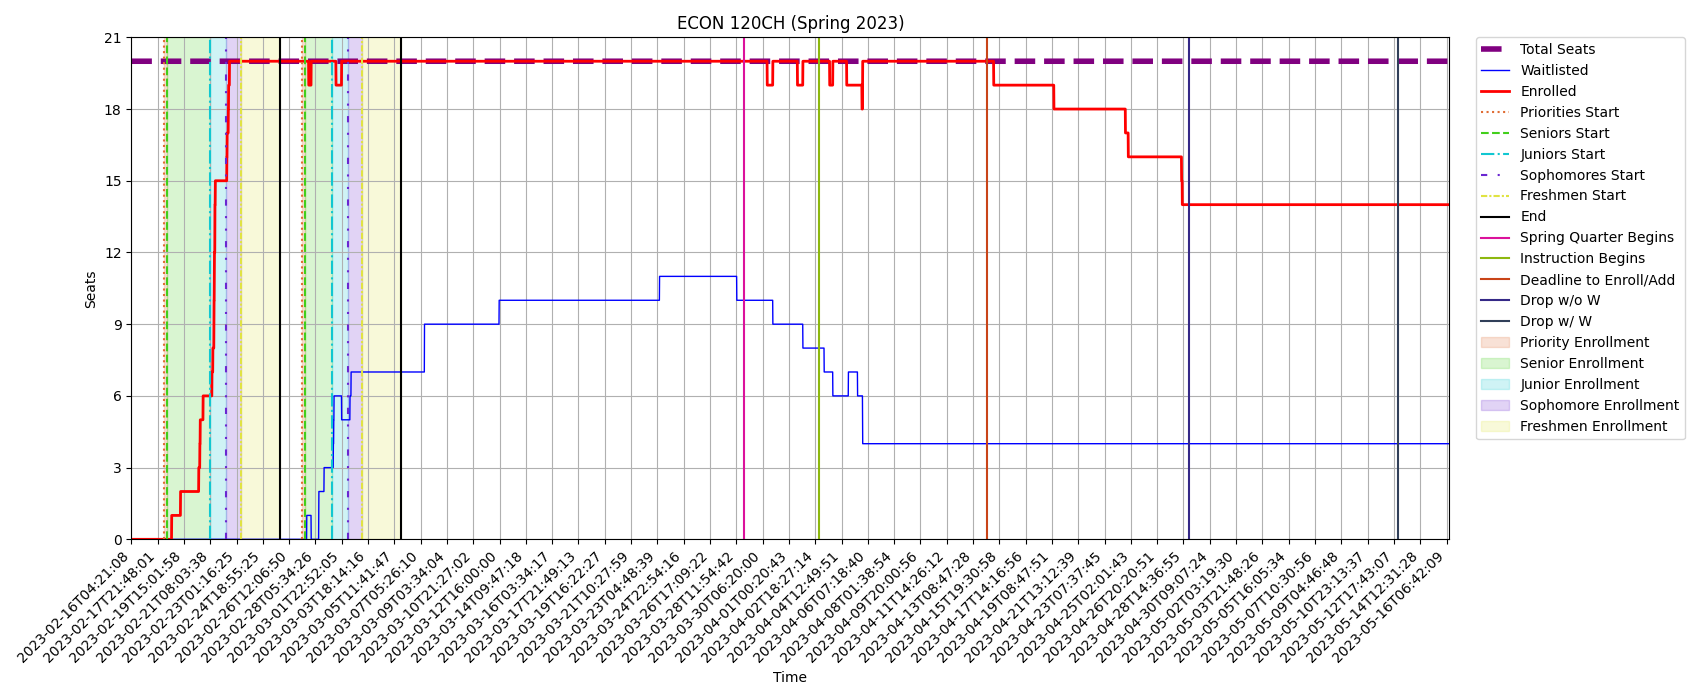 ECON 120CH (Spring 2023)
Seats
21
18
15
12
9
6
3
0
2023-02-16T04:21:08
2023-02-17T21:48:01
2023-02-19T15:01:58
2023-02-21T08:03:38
2023-02-23T01:16:25
2023-02-24T18:55:25
2023-02-26T12:06:50
2023-02-28T05:34:26
2023-03-01T22:52:05
2023-03-03T18:14:16
2023-03-05T11:41:47
2023-03-07T05:26:10
2023-03-09T03:34:04
2023-03-10T21:27:02
2023-03-12T16:00:00
2023-03-14T09:47:18
2023-03-16T03:34:17
2023-03-17T21:49:13
2023-03-19T16:22:27
2023-03-21T10:27:59
2023-03-23T04:48:39
2023-03-24T22:54:16
2023-03-26T17:09:22
2023-03-28T11:54:42
2023-03-30T06:20:00
2023-04-01T00:20:43
2023-04-02T18:27:14
2023-04-04T12:49:51
2023-04-06T07:18:40
2023-04-08T01:38:54
2023-04-09T20:00:56
2023-04-11T14:26:12
2023-04-13T08:47:28
2023-04-15T19:30:58
2023-04-17T14:16:56
2023-04-19T08:47:51
2023-04-21T13:12:39
2023-04-23T07:37:45
2023-04-25T02:01:43
2023-04-26T20:20:51
2023-04-28T14:36:55
2023-04-30T09:07:24
2023-05-02T03:19:30
2023-05-03T21:48:26
2023-05-05T16:05:34
2023-05-07T10:30:56
2023-05-09T04:46:48
2023-05-10T23:13:37
2023-05-12T17:43:07
2023-05-14T12:31:28
2023-05-16T06:42:09
Time
Total Seats
Waitlisted
Enrolled
Priorities Start
Seniors Start
Juniors Start
Sophomores Start
Freshmen Start
End
Spring Quarter Begins
Instruction Begins
Deadline to Enroll/Add
Drop w/o W
Drop w/ W
Priority Enrollment
Senior Enrollment
Junior Enrollment
Sophomore Enrollment
Freshmen Enrollment